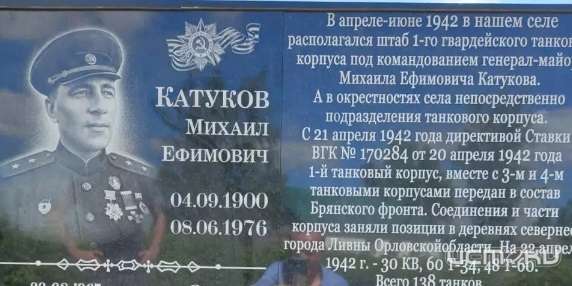 КАТУКОВ
МИХАИЛ
ЕФИМОВИЧ
04.09.1900
08.06.1976
В апреле-июне 1942 в нашем селе
располагался штаб 1-го гвардейского танков
корпуса под командованием генерал-майо
Михаила Ефимовича Катукова.
А в окрестностях села непосредственно
подразделения танкового корпуса.
С 21 апреля 1942 года директивой Ставки
ВГК № 170284 от 20 апреля 1942 года
1-й танковый корпус, вместе с 3-м и 4-м
танковыми корпусами передан в состав
Брянского фронта. Соединения и части
корпуса заняли позиции в деревнях севернее
города Ливны Орловскойобласти. На 22 апрел
1942 г. - 30 КВ, 60 Т-34, 48 Т-60.
Всего 138 танков.